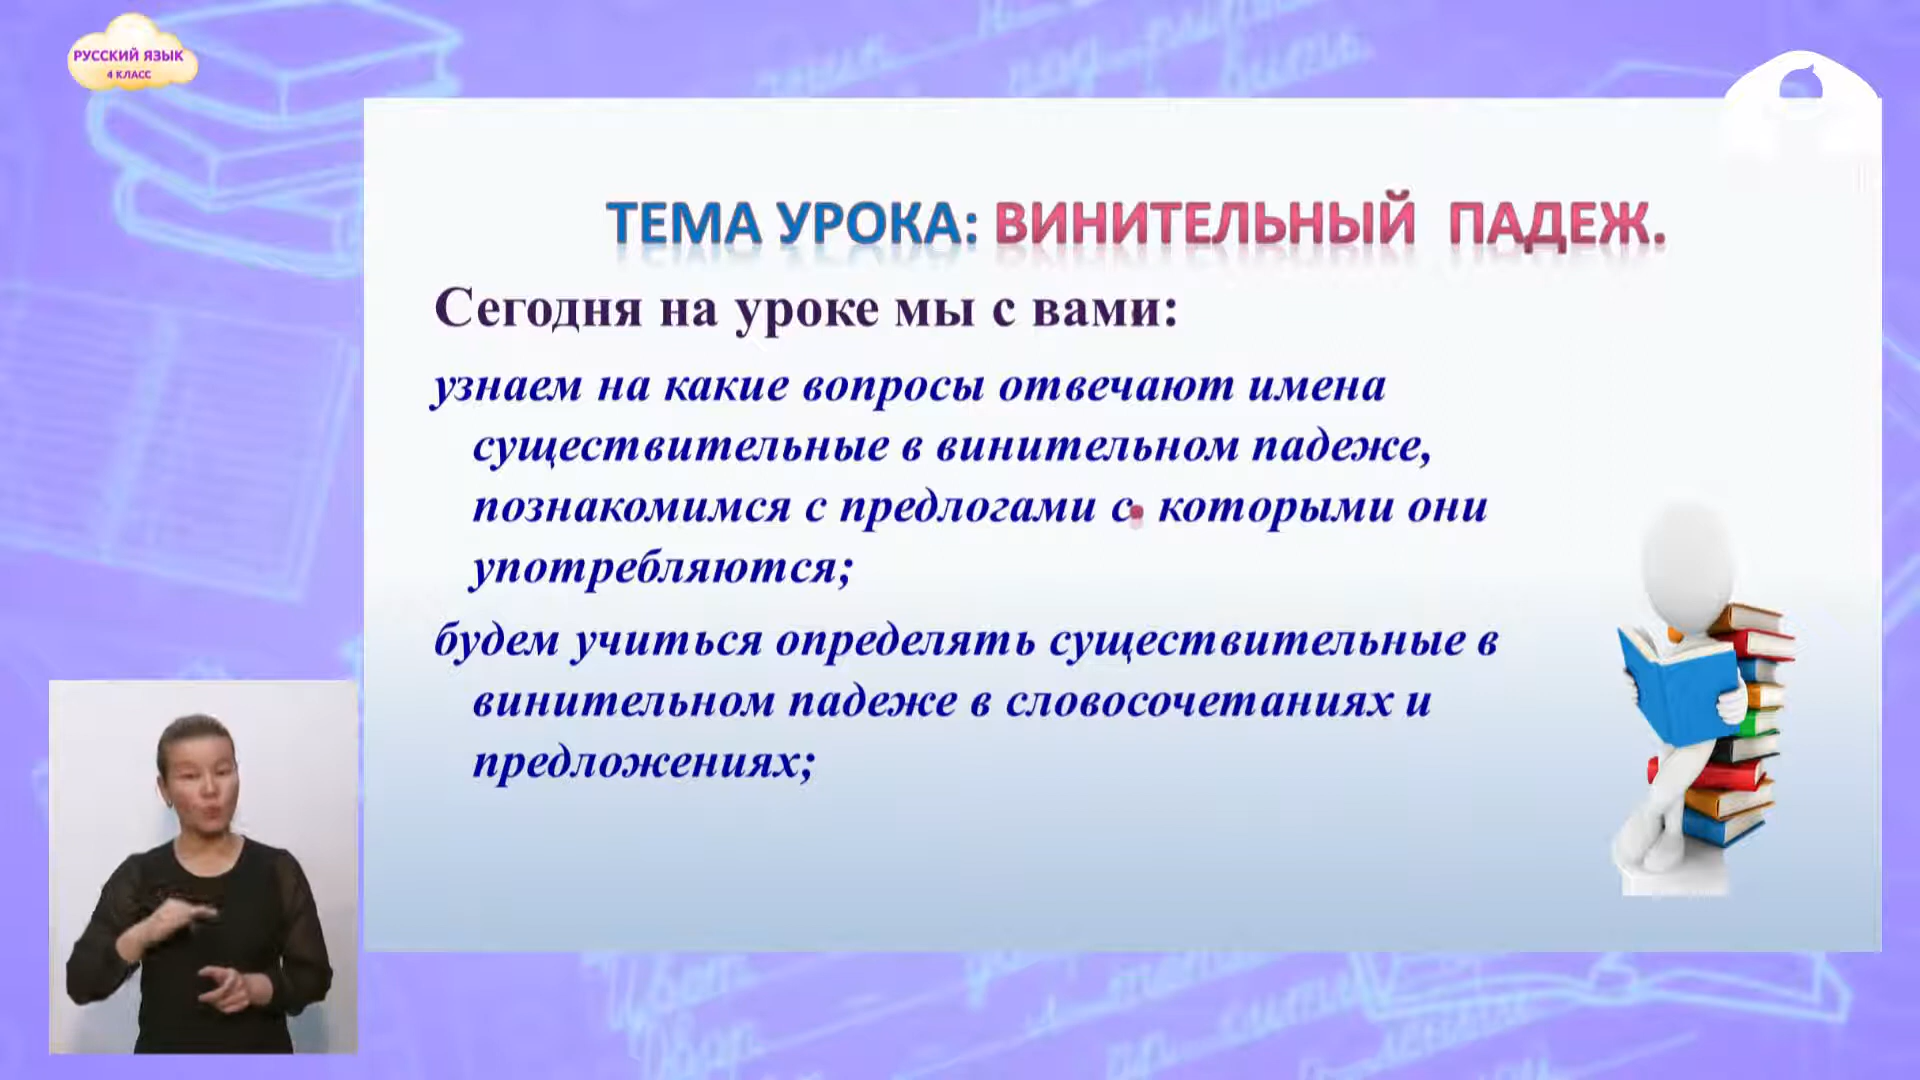 РУССКИЙ ЯЗЫК
4 КЛАСС
ТЕМА УРОКА: ВИНИТЕЛЬНЫЙ ПАДЕЖ.
Сегодня на уроке мы с вами:
узнаем на какие вопросы отвечают имена
существительные в винительном падеже,
познакомимся с предлогами с которыми они
употребляются;
будем учиться определять существительные в
винительном падеже в словосочетаниях и
предложениях;